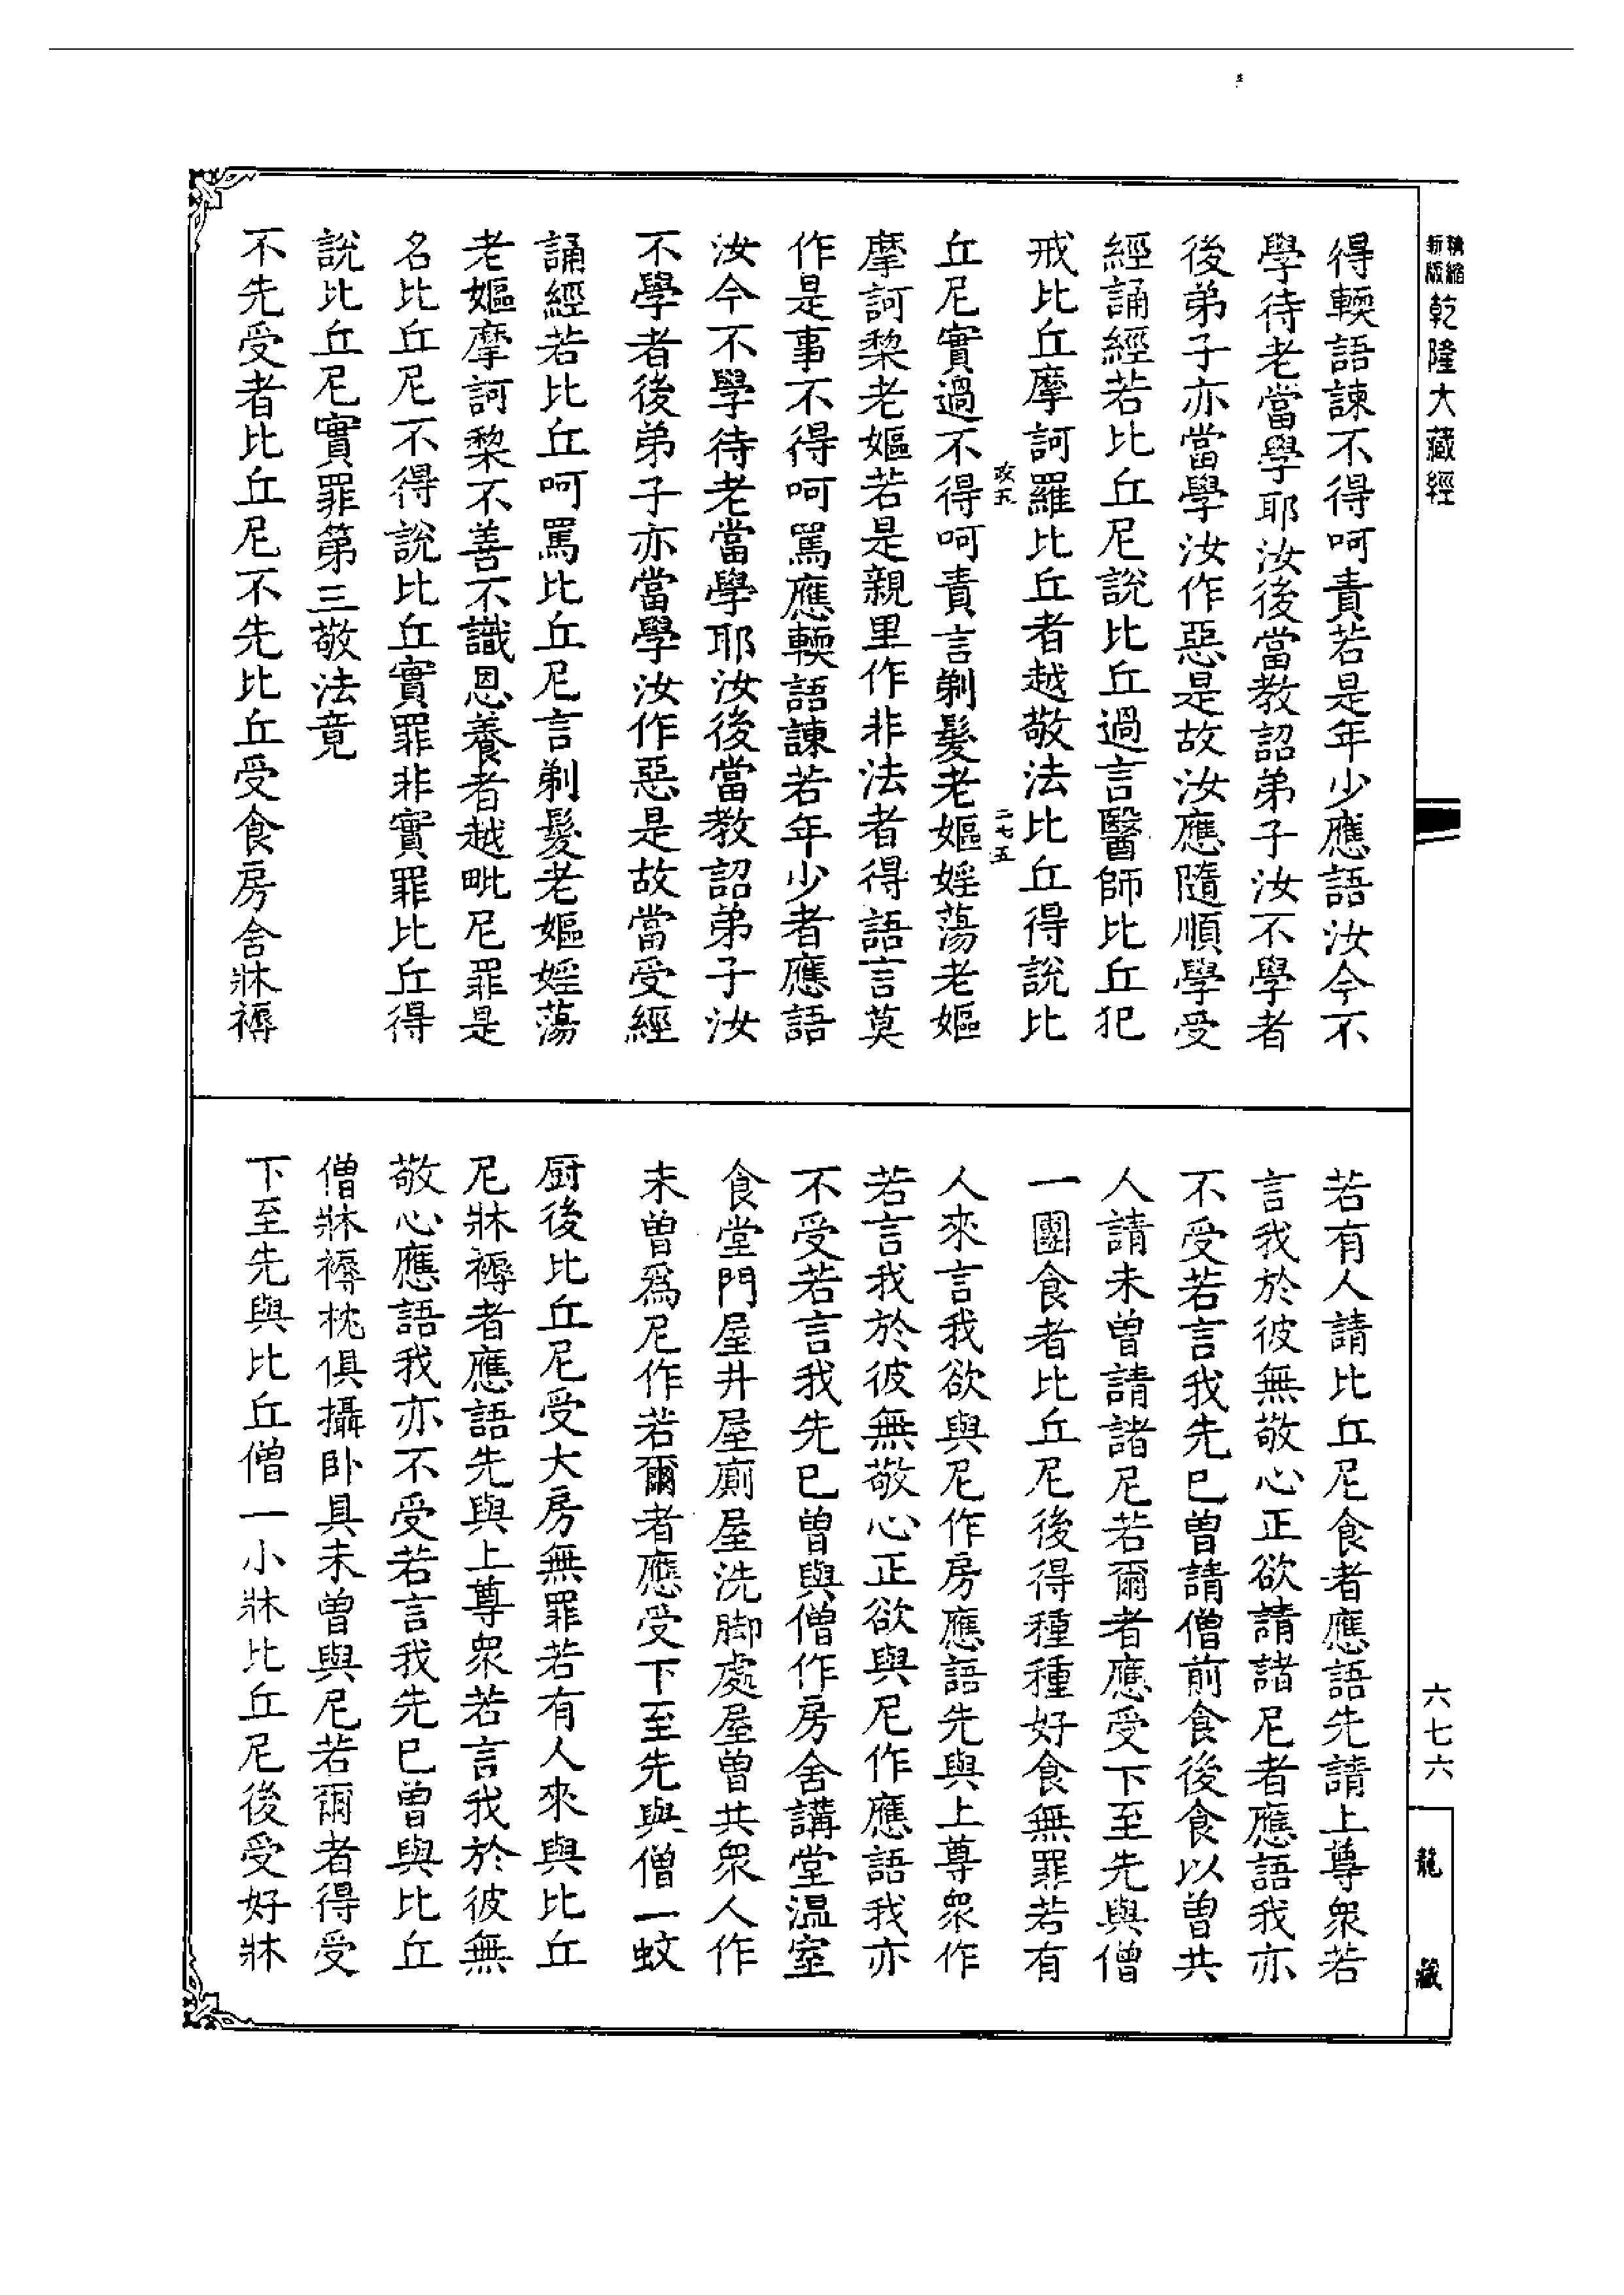 精縮新版乾隆大藏經
得輭語諫不得呵責若是年少應語汝今不
學待老當學耶汝後當教詔弟子汝不學者
後弟子亦當學汝作惡是故汝應隨順學受
經誦經若比丘尼說比丘過言醫師比丘犯
戒比丘摩訶羅比丘者越敬法比丘得說比
攻五 二七五
丘尼實過不得呵責言剃髮老嫗婬蕩老嫗
摩訶棃老嫗若是親里作非法者得語言莫
作是事不得呵罵應輭語諫若年少者應語
汝今不學待老當學耶汝後當教詔弟子汝
不學者後弟子亦當學汝作惡是故當受經
誦經若比丘呵罵比丘尼言剃髮老嫗婬蕩
老嫗摩訶棃不善不識恩養者越毗尼罪是
名比丘尼不得說比丘實罪非實罪比丘得
說比丘尼實罪第三敬法竟
不先受者比丘尼不先比丘受食房舍牀褥
若有人請比丘尼食者應語先請上尊衆若
言我於彼無敬心正欲請諸尼者應語我亦
不受若言我先已曾請僧前食後食以曾共
人請未曾請諸尼若爾者應受下至先與僧
一團食者比丘尼後得種種好食無罪若有
人來言我欲與尼作房應語先與上尊衆作
若言我於彼無敬心正欲與尼作應語我亦
不受若言我先已曾與僧作房舍講堂温室
食堂門屋井屋廁屋洗脚處屋曾共衆人作
未曾爲尼作若爾者應受下至先與僧一蚊
厨後比丘尼受大房無罪若有人來與比丘
尼牀褥者應語先與上尊衆若言我於彼無
敬心應語我亦不受若言我先已曾與比丘
僧牀褥枕俱攝卧具未曾與尼若爾者得受
下至先與比丘僧一小牀比丘尼後受好牀
六七六
龍藏